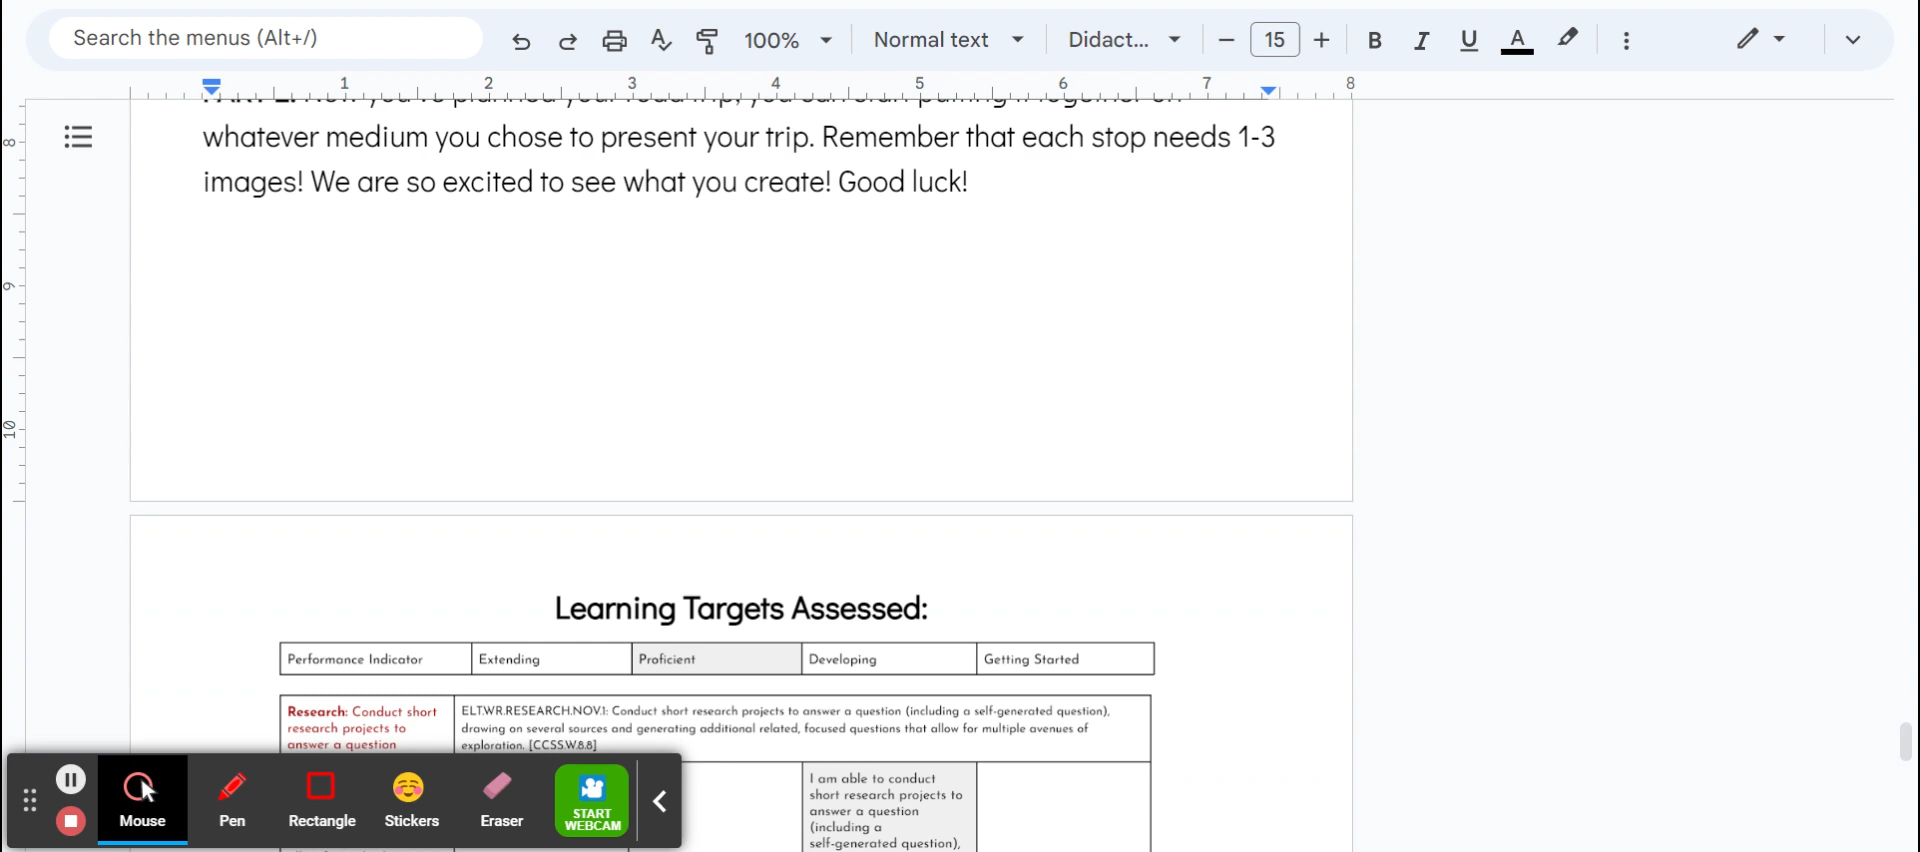 Search the menus (Alt+/)
100%
Normal text
Didact...
15
B
I
U
A
1 2 3 4 5 6 7 8
8
9
10
whatever medium you chose to present your trip. Remember that each stop needs 1-3
images! We are so excited to see what you create! Good luck!
Learning Targets Assessed:
Performance Indicator Extending Proficient Developing Getting Started
Research: Conduct short
research projects to
answer a question
ELT.WR.RESEARCH.NOV.1: Conduct short research projects to answer a question (including a self-generated question),
drawing on several sources and generating additional related, focused questions that allow for multiple avenues of
exploration. [CCSS.W.8.8]
I am able to conduct
short research projects to
answer a question
(including a
self-generated question),
Mouse
Pen
Rectangle
Stickers
Eraser
START
WEBCAM